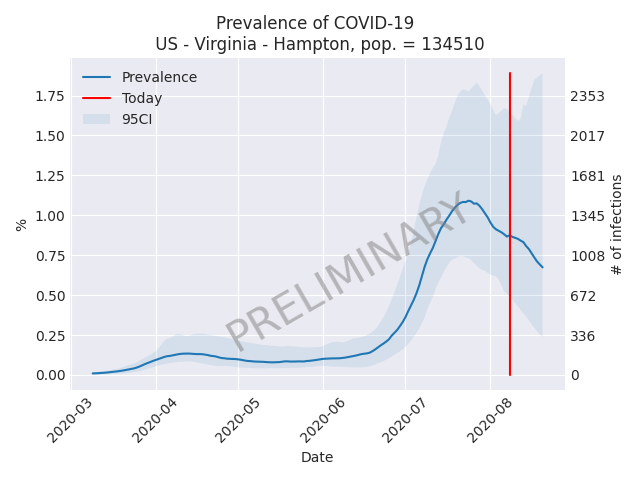 Prevalence of COVID-19
US - Virginia - Hampton, pop. = 134510
Prevalence
Today
95CI
%
1.75
1.50
1.25
1.00
0.75
0.50
0.25
0.00
2353
2017
1681
1345
1008
672
336
0
# of infections
PRELIMINARY
2020-03
2020-04
2020-05
2020-06
2020-07
2020-08
Date